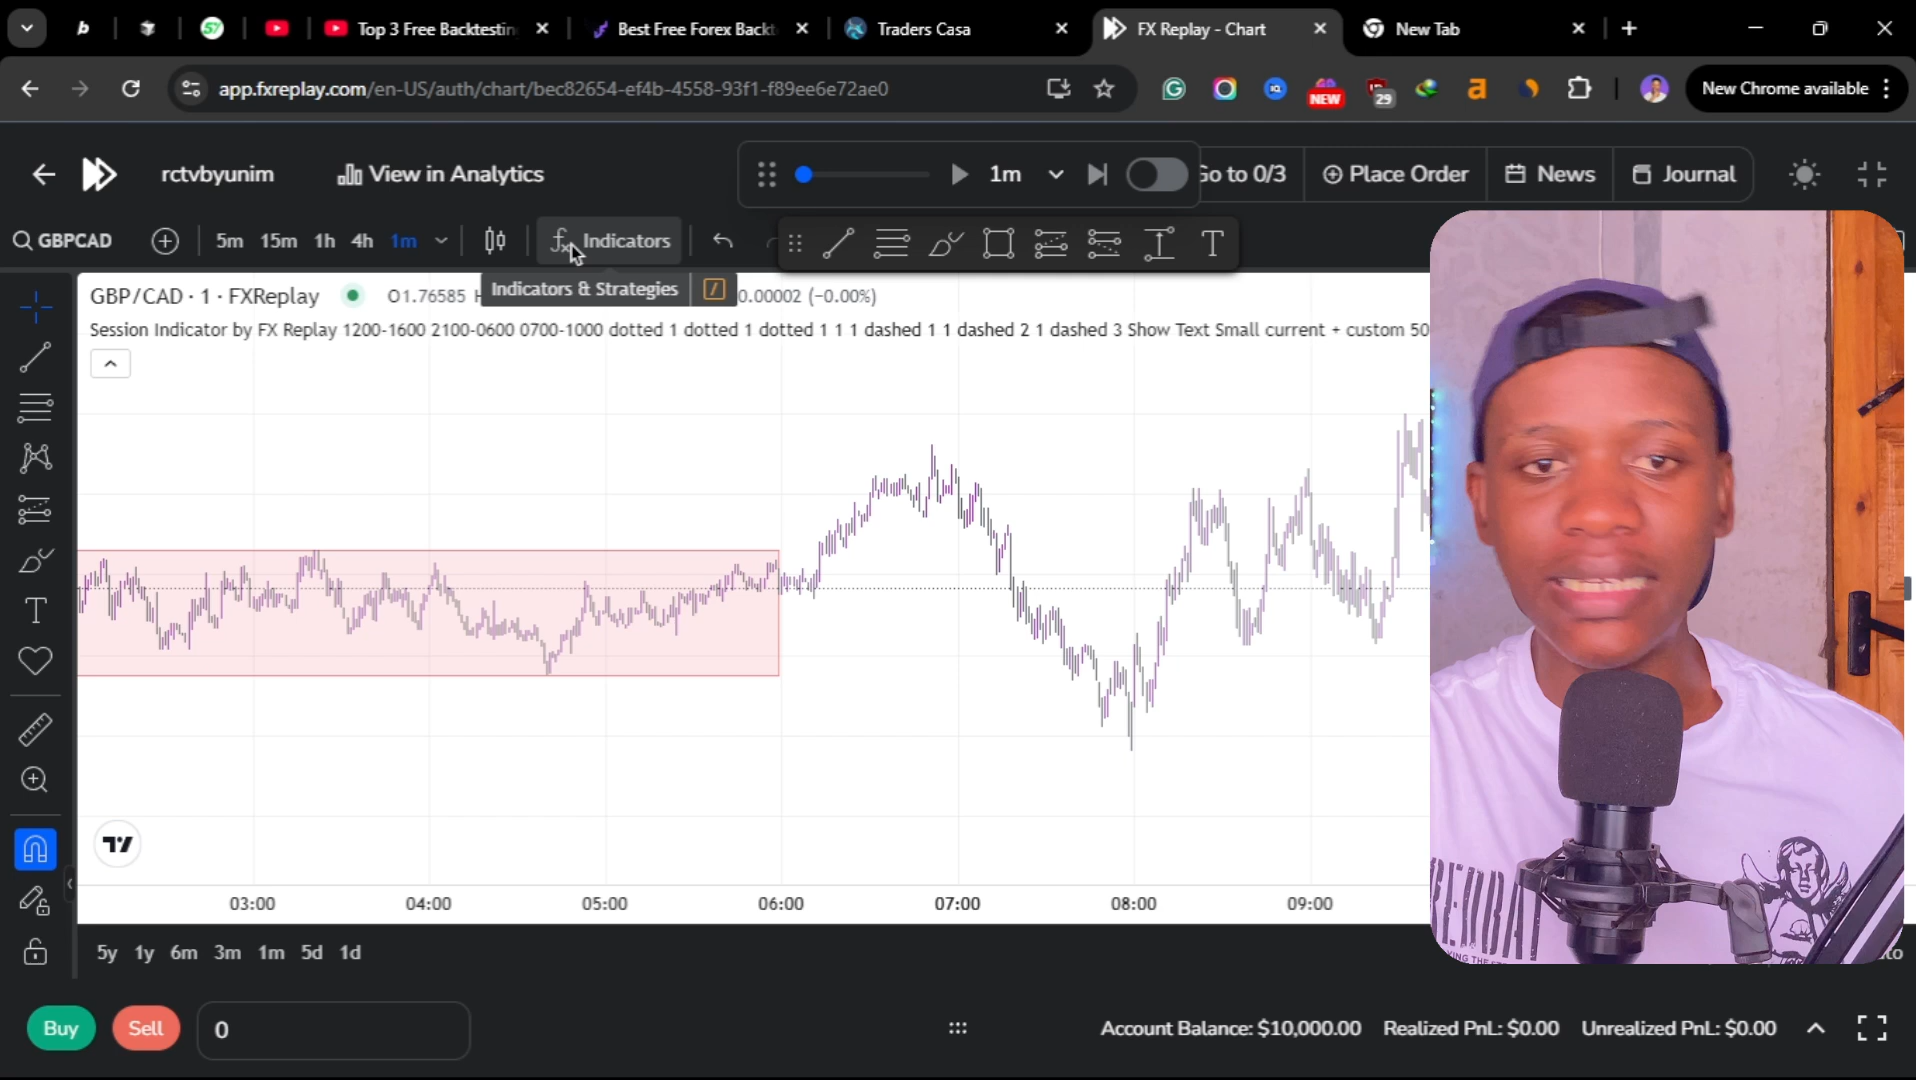 Top 3 Free Backtestin
Best Free Forex Backt
Traders Casa
FX Replay - Chart
New Tab
app.fxreplay.com/en-US/auth/chart/bec82654-ef4b-4558-93f1-f89ee6e72ae0
NEW
29
New Chrome available
rctvbyunim
View in Analytics
1m
Go to 0/3
Place Order
News
Journal
GBPCAD
5m
15m
1h
4h
1m
Indicators
T
Indicators & Strategies
/
GBP/CAD · 1 · FXReplay
O1.76585
0.00002 (−0.00%)
Session Indicator by FX Replay 1200-1600 2100-0600 0700-1000 dotted 1 dotted 1 dotted 1 1 1 dashed 1 1 dashed 2 1 dashed 3 Show Text Small current + custom 50
03:00
04:00
05:00
06:00
07:00
08:00
09:00
5y
1y
6m
3m
1m
5d
1d
Buy
Sell
0
Account Balance: $10,000.00
Realized PnL: $0.00
Unrealized PnL: $0.00